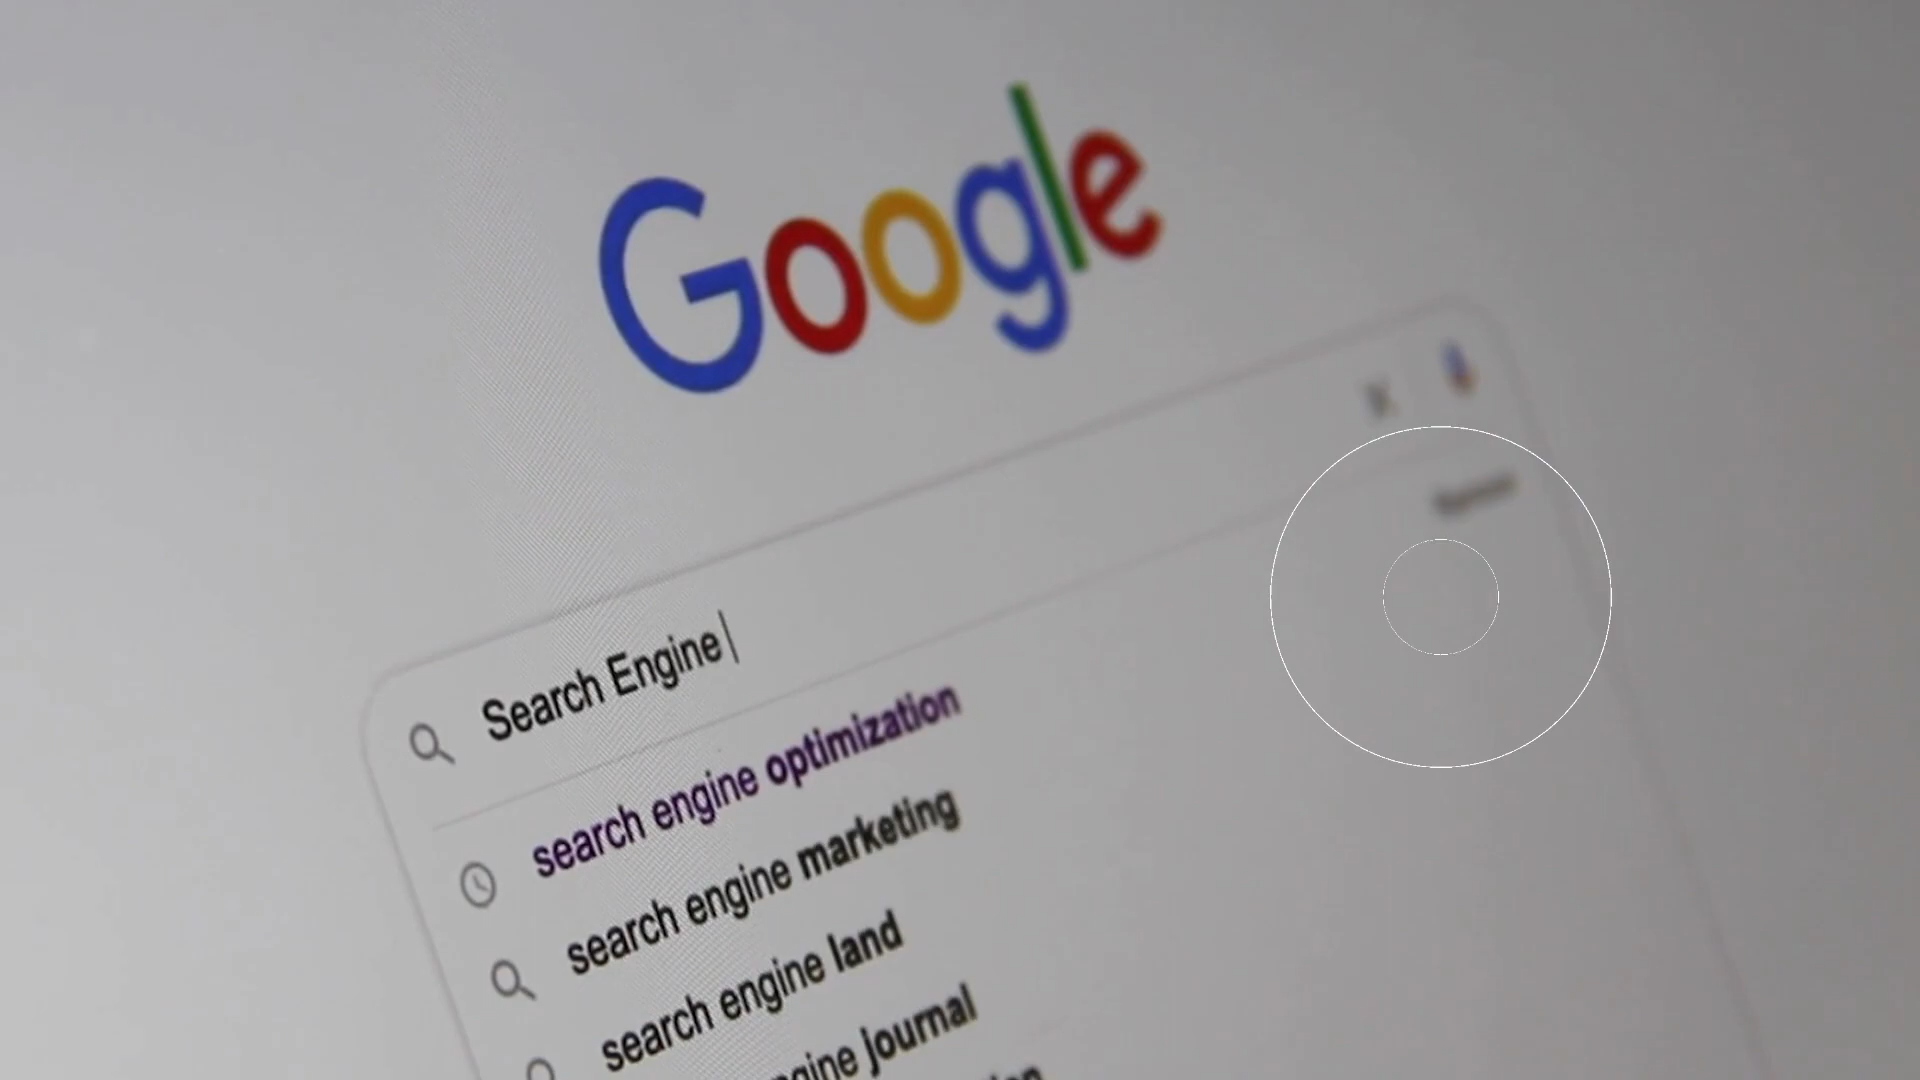 Google
Search Engine
search engine optimization
search engine marketing
search engine land
engine journal